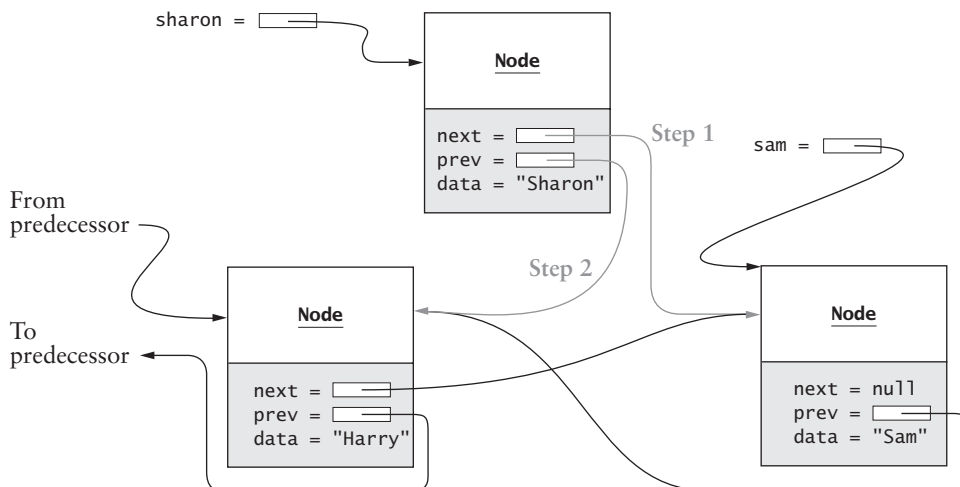 sharon =
Node
next =
prev =
data = "Sharon"
Step 1
sam =
From
predecessor
Step 2
Node
To
predecessor
next =
prev =
data = "Harry"
Node
next = null
prev =
data = "Sam"